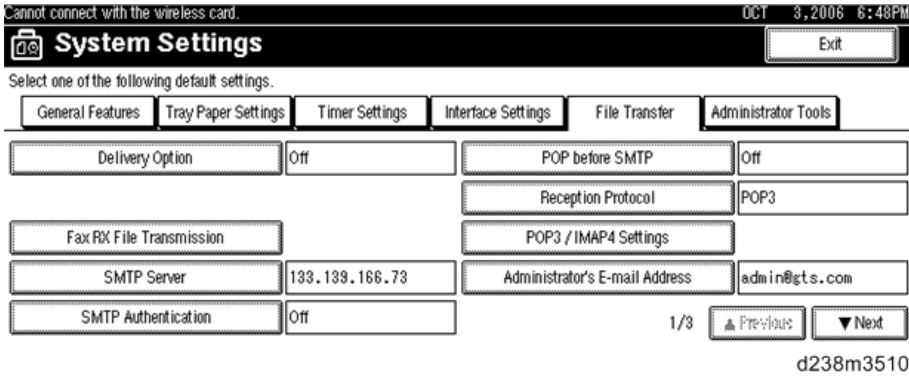 Cannot connect with the wireless card. OCT 3,2006 6:48PM
System Settings Exit
Select one of the following default settings.
General Features Tray Paper Settings Timer Settings Interface Settings File Transfer Administrator Tools
Delivery Option Off POP before SMTP Off
Reception Protocol POP3
Fax RX File Transmission POP3 / IMAP4 Settings
SMTP Server 133.139.166.73 Administrator's E-mail Address admin@gts.com
SMTP Authentication Off 1/3 ▲ Previous ▼ Next
d238m3510